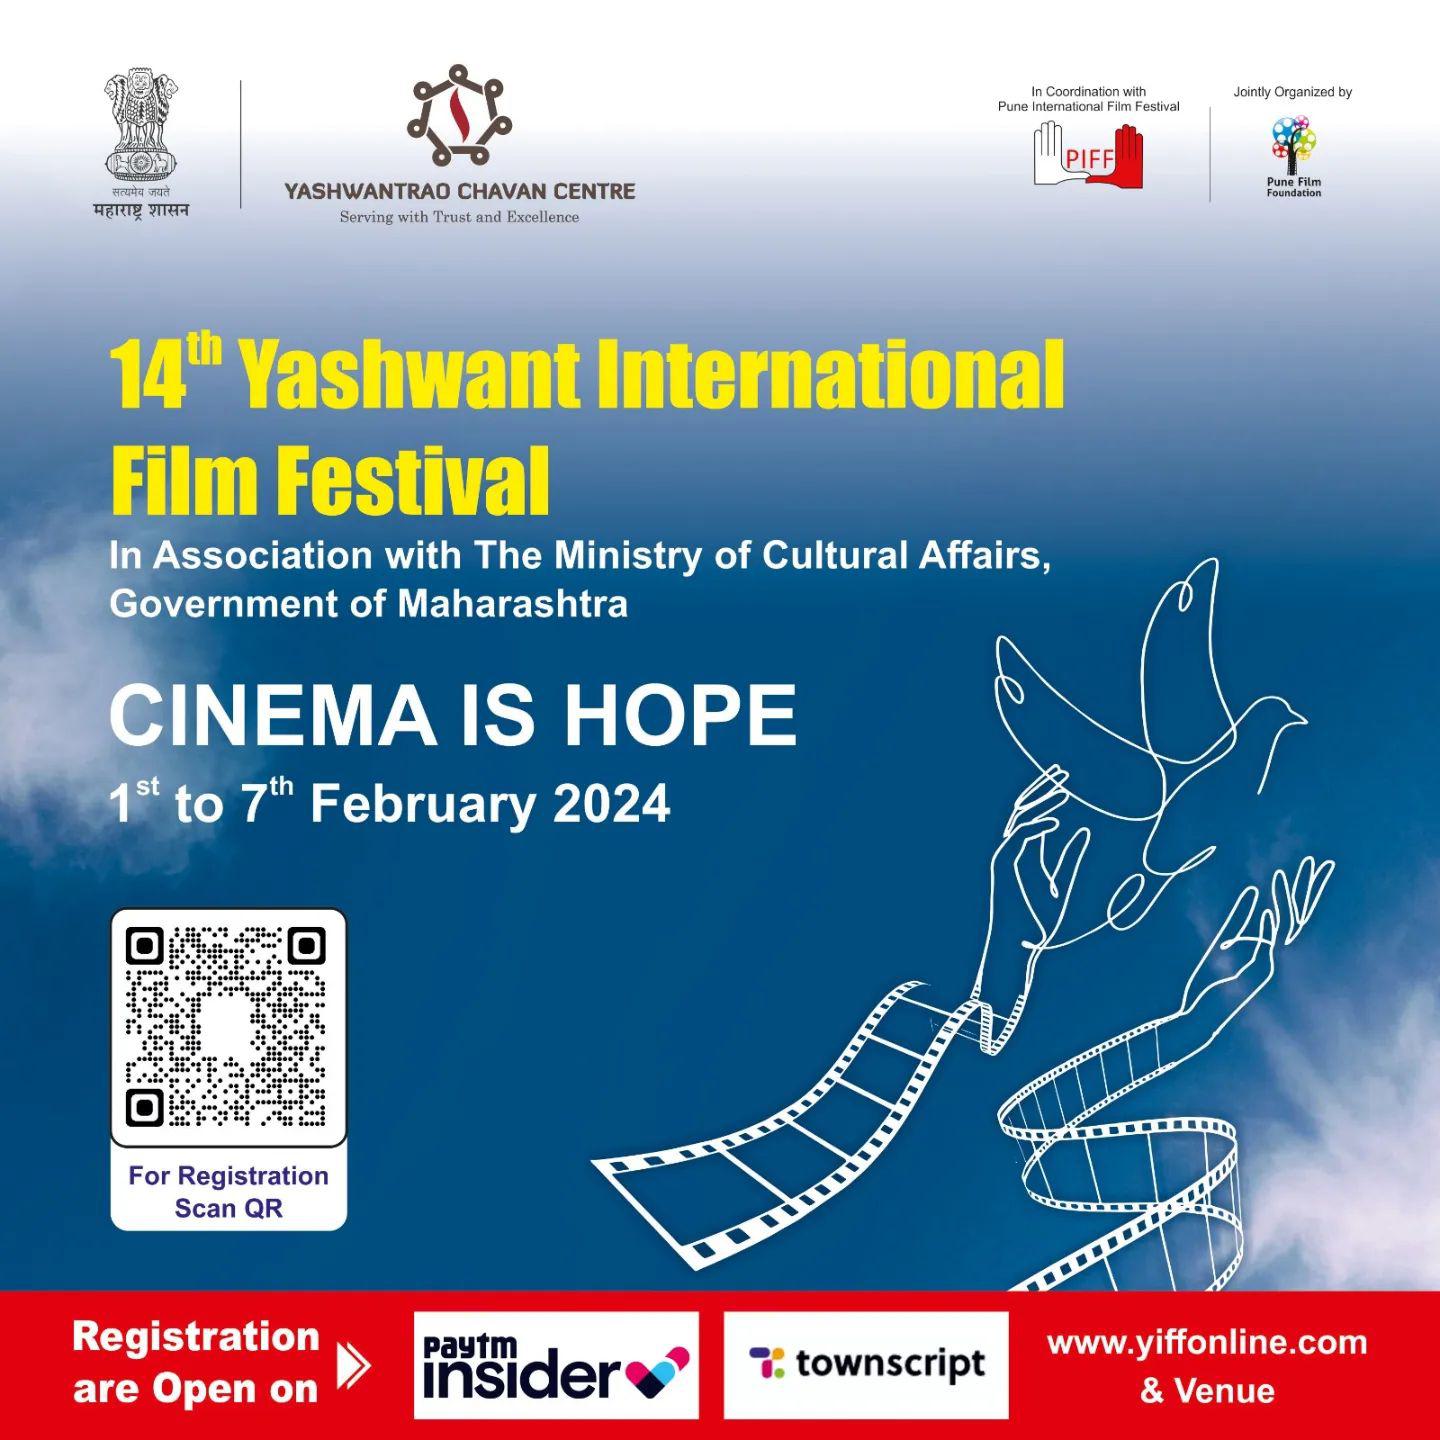 सत्यमेव जयते
महाराष्ट्र शासन
YASHWANTRAO CHAVAN CENTRE
Serving with Trust and Excellence
In Coordination with
Pune International Film Festival
PIFF
Jointly Organized by
Pune Film
Foundation
14th Yashwant International
Film Festival
In Association with The Ministry of Cultural Affairs,
Government of Maharashtra
CINEMA IS HOPE
1st to 7th February 2024
For Registration
Scan QR
Registration
are Open on
paytm
insider
townscript
www.yiffonline.com
& Venue